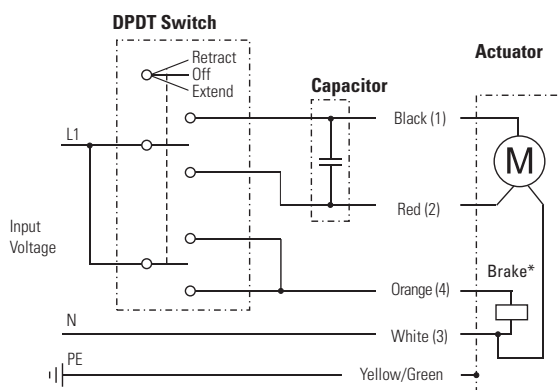 DPDT Switch
Retract
Off
Extend
Capacitor
Actuator
L1
Black (1)
M
Red (2)
Input
Voltage
Brake*
Orange (4)
N
White (3)
PE
Yellow/Green